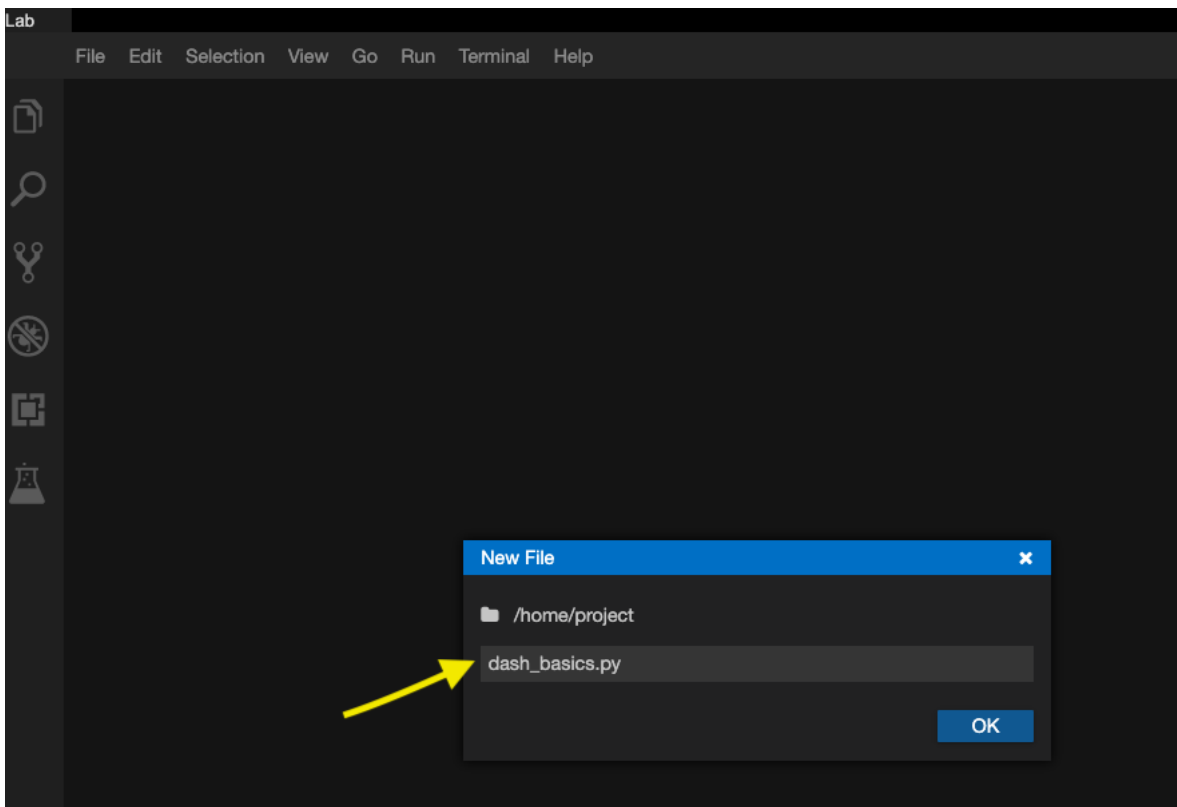 Lab
File Edit Selection View Go Run Terminal Help
New File
/home/project
dash_basics.py
OK